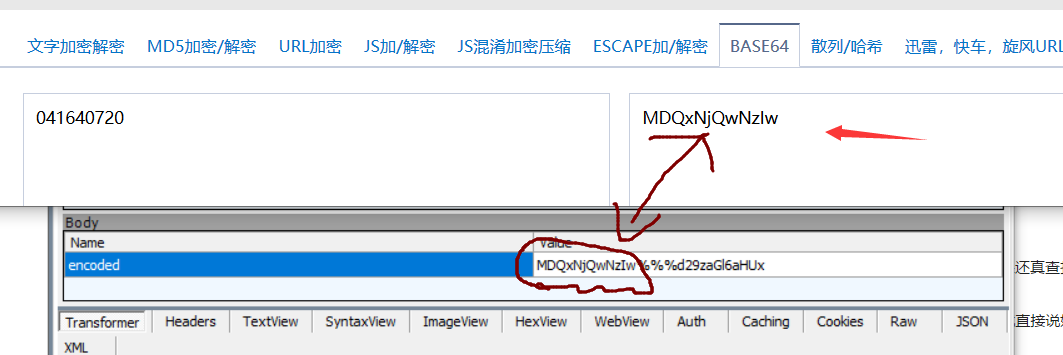 文字加密解密 MD5加密/解密 URL加密 JS加/解密 JS混淆加密压缩 ESCAPE加/解密 BASE64 散列/哈希 迅雷，快车，旋风URL
041640720 MDQxNjQwNzIw
Body
Name Value
encoded MDQxNjQwNzIw%%%d29zaGl6aHUx
还真查
Transformer Headers TextView SyntaxView ImageView HexView WebView Auth Caching Cookies Raw JSON
直接说
XML